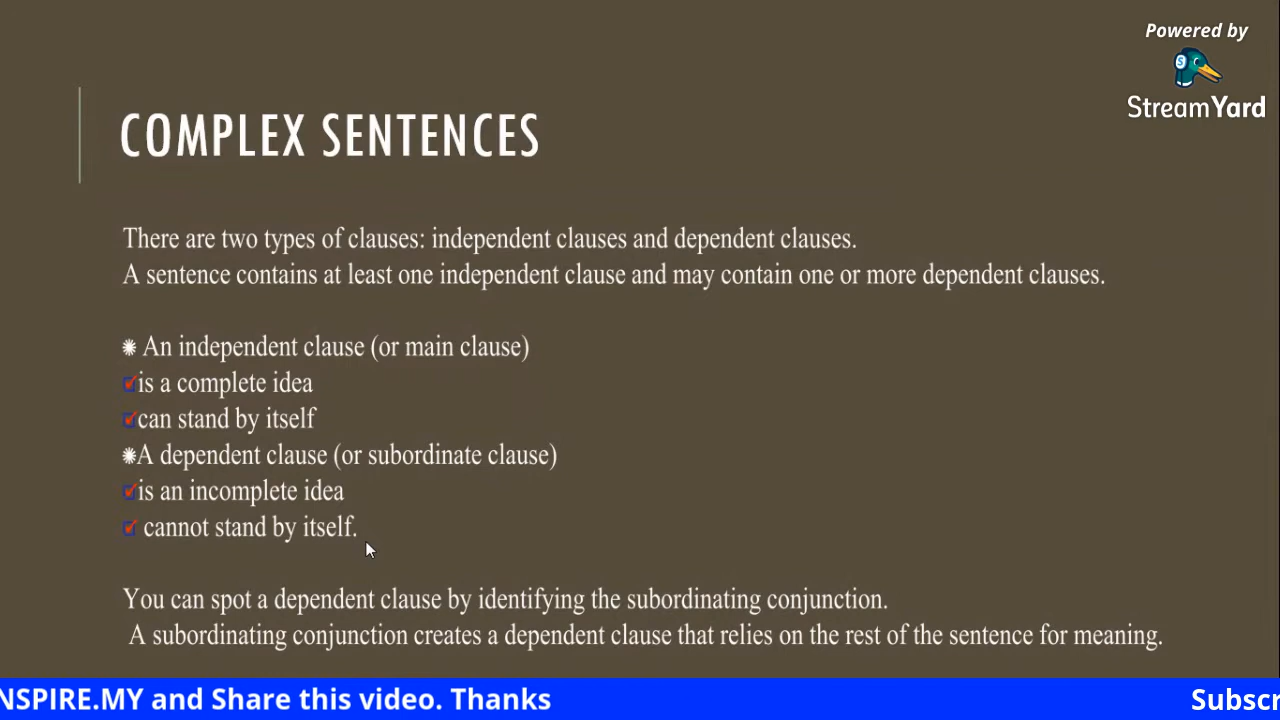 Powered by
StreamYard
COMPLEX SENTENCES
There are two types of clauses: independent clauses and dependent clauses.
A sentence contains at least one independent clause and may contain one or more dependent clauses.
An independent clause (or main clause)
is a complete idea
can stand by itself
A dependent clause (or subordinate clause)
is an incomplete idea
cannot stand by itself.
You can spot a dependent clause by identifying the subordinating conjunction.
A subordinating conjunction creates a dependent clause that relies on the rest of the sentence for meaning.
NSPIRE.MY and Share this video. Thanks Subscr